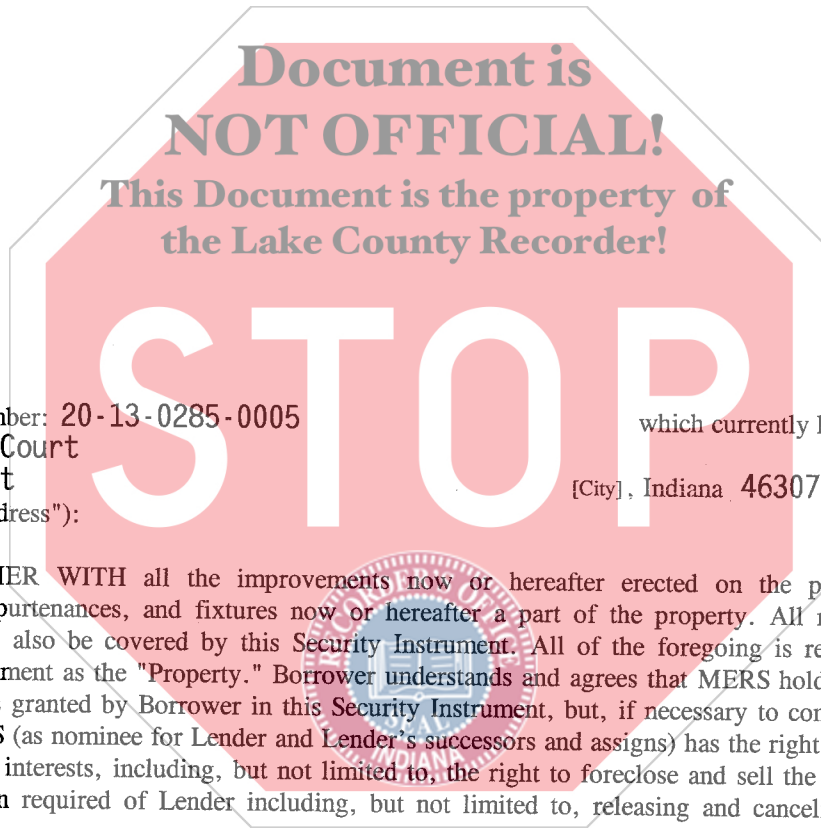 Document is
NOT OFFICIAL!
This Document is the property of
the Lake County Recorder!
STOP
nber: 20-13-0285-0005 which currently
Court
t [City], Indiana 46307
dress"):
IER WITH all the improvements now or hereafter erected on the p
purtenances, and fixtures now or hereafter a part of the property. All r
also be covered by this Security Instrument. All of the foregoing is re
ment as the "Property." Borrower understands and agrees that MERS hold
s granted by Borrower in this Security Instrument, but, if necessary to con
S (as nominee for Lender and Lender's successors and assigns) has the right
interests, including, but not limited to, the right to foreclose and sell the
n required of Lender including, but not limited to, releasing and cancel
RECORDER'S OFFICE
SEAL
INDIANA